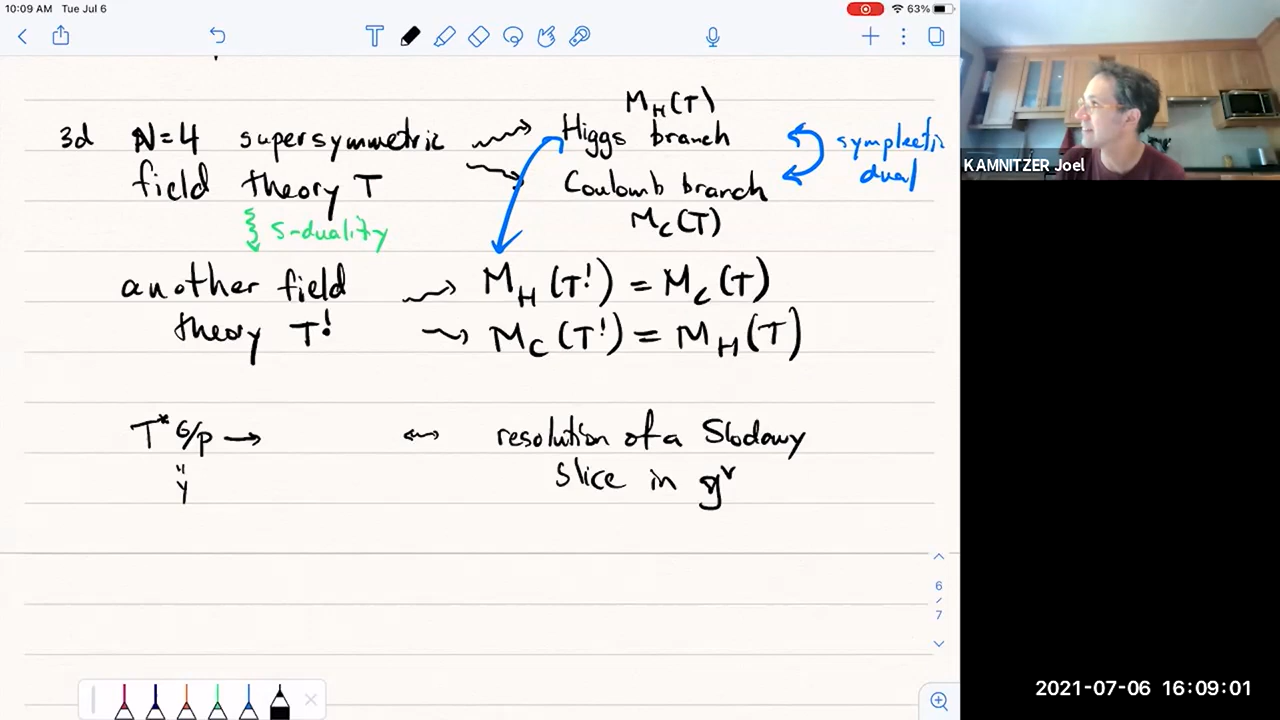 10:09 AM Tue Jul 6
63%
M_H(T)
3d N=4 supersymmetric Higgs branch
field theory T Coulomb branch
symplectic dual
S-duality M_C(T)
another field M_H(T!) = M_C(T)
theory T! M_C(T!) = M_H(T)
T*G/P → ↔ resolution of a Slodowy
" slice in g^∨
Y
6
/
7
KAMNITZER Joel
2021-07-06 16:09:01